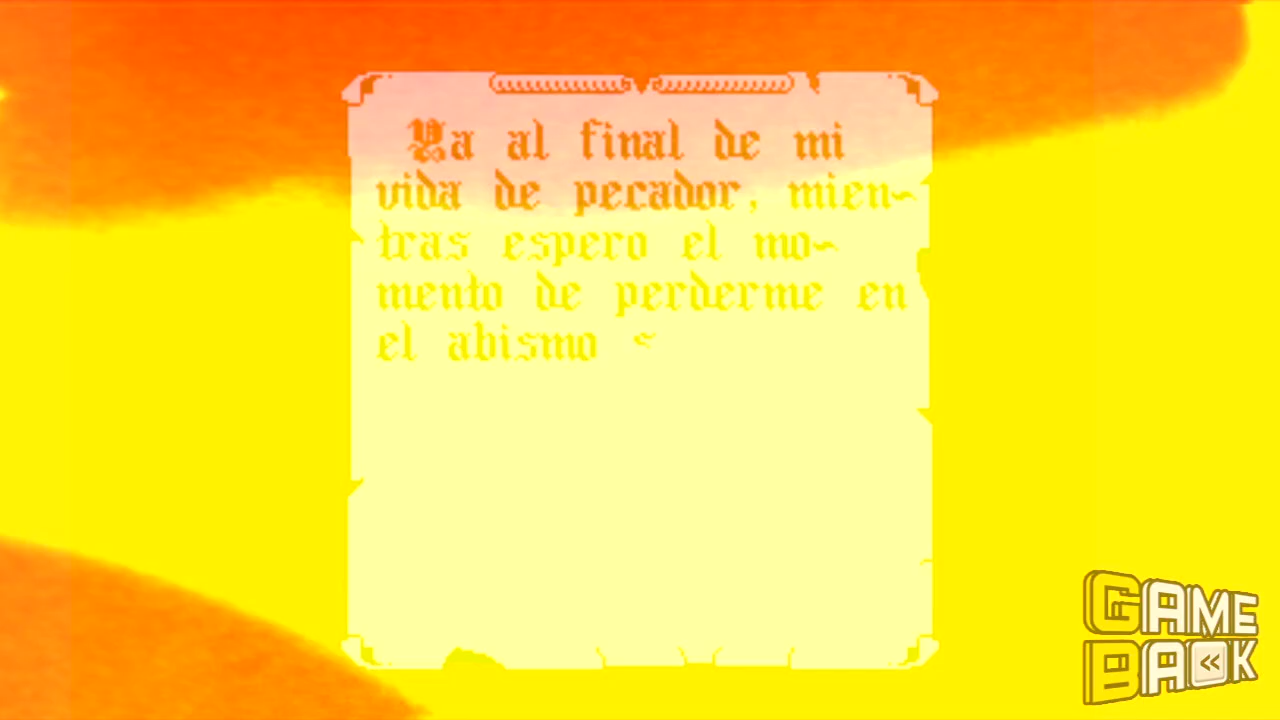 Ya al final de mi
vida de pecador, mien~
tras espero el mo~
mento de perderme en
el abismo s
GAME
BACK